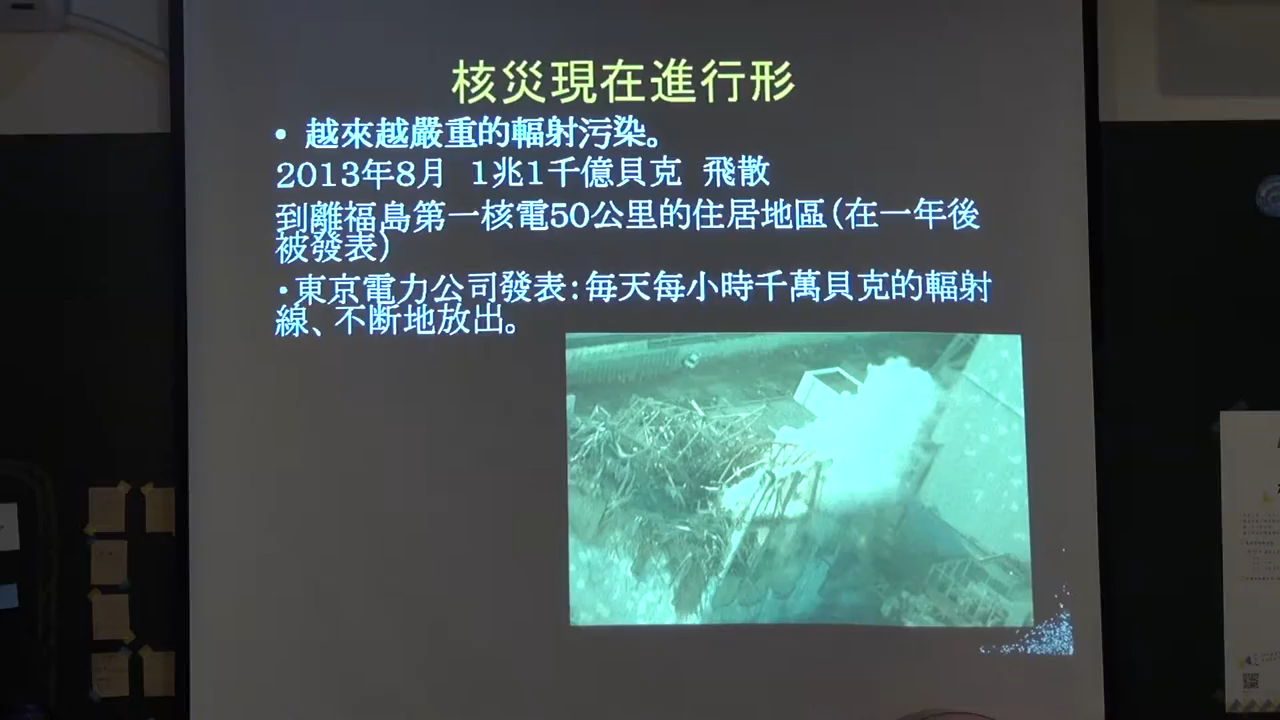 核災現在進行形
• 越來越嚴重的輻射污染。
2013年8月 1兆1千億貝克 飛散
到離福島第一核電50公里的住居地區(在一年後
被發表)
•東京電力公司發表:每天每小時千萬貝克的輻射
線、不断地放出。